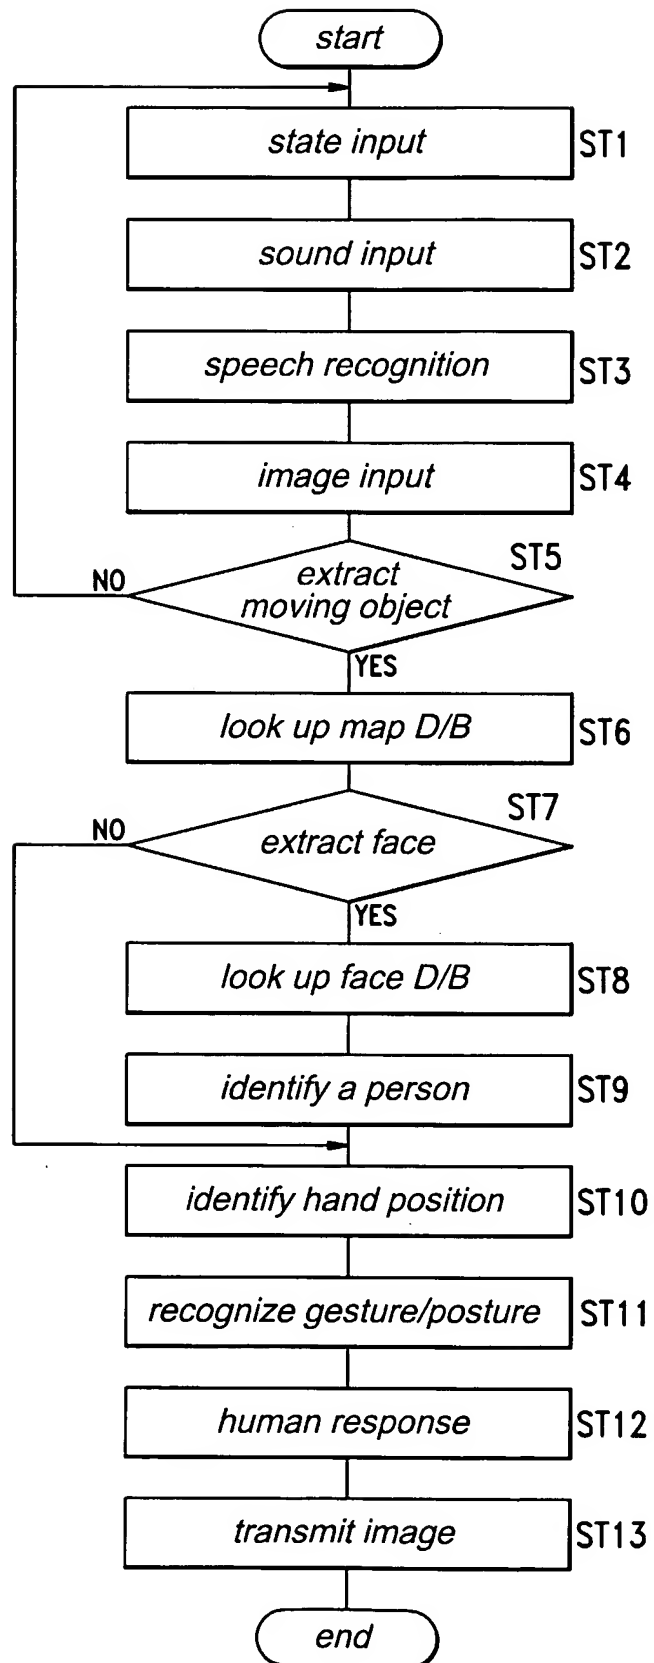 start
state input ST1
sound input ST2
speech recognition ST3
image input ST4
ST5
extract
NO
moving object
YES
look up map D/B ST6
ST7
NO
extract face
YES
look up face D/B ST8
identify a person ST9
identify hand position ST10
recognize gesture/posture ST11
human response ST12
transmit image ST13
end